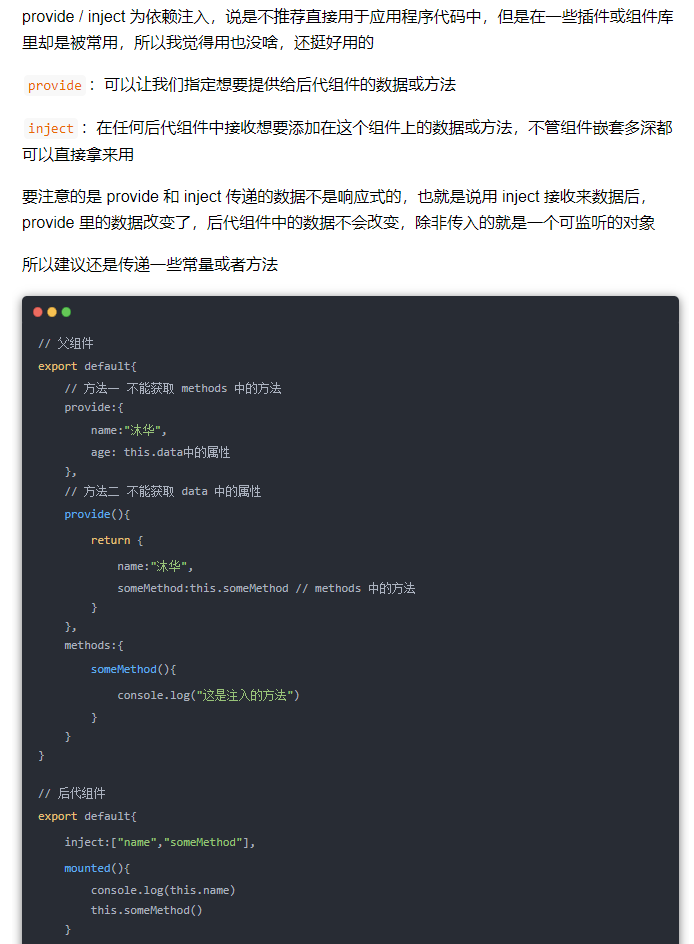 provide / inject 为依赖注入，说是不推荐直接用于应用程序代码中，但是在一些插件或组件库
里却是被常用，所以我觉得用也没啥，还挺好用的
provide ：可以让我们指定想要提供给后代组件的数据或方法
inject ：在任何后代组件中接收想要添加在这个组件上的数据或方法，不管组件嵌套多深都
可以直接拿来用
要注意的是 provide 和 inject 传递的数据不是响应式的，也就是说用 inject 接收来数据后，
provide 里的数据改变了，后代组件中的数据不会改变，除非传入的就是一个可监听的对象
所以建议还是传递一些常量或者方法
// 父组件
export default{
    // 方法一 不能获取 methods 中的方法
    provide:{
        name:"沐华",
        age: this.data中的属性
    },
    // 方法二 不能获取 data 中的属性
    provide(){
        return {
            name:"沐华",
            someMethod:this.someMethod // methods 中的方法
        }
    },
    methods:{
        someMethod(){
            console.log("这是注入的方法")
        }
    }
}
// 后代组件
export default{
    inject:["name","someMethod"],
    mounted(){
        console.log(this.name)
        this.someMethod()
    }